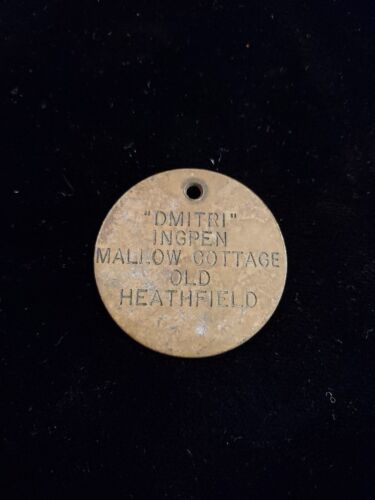 "DMITRI"
INGPEN
MALLOW COTTAGE
OLD
HEATHFIELD